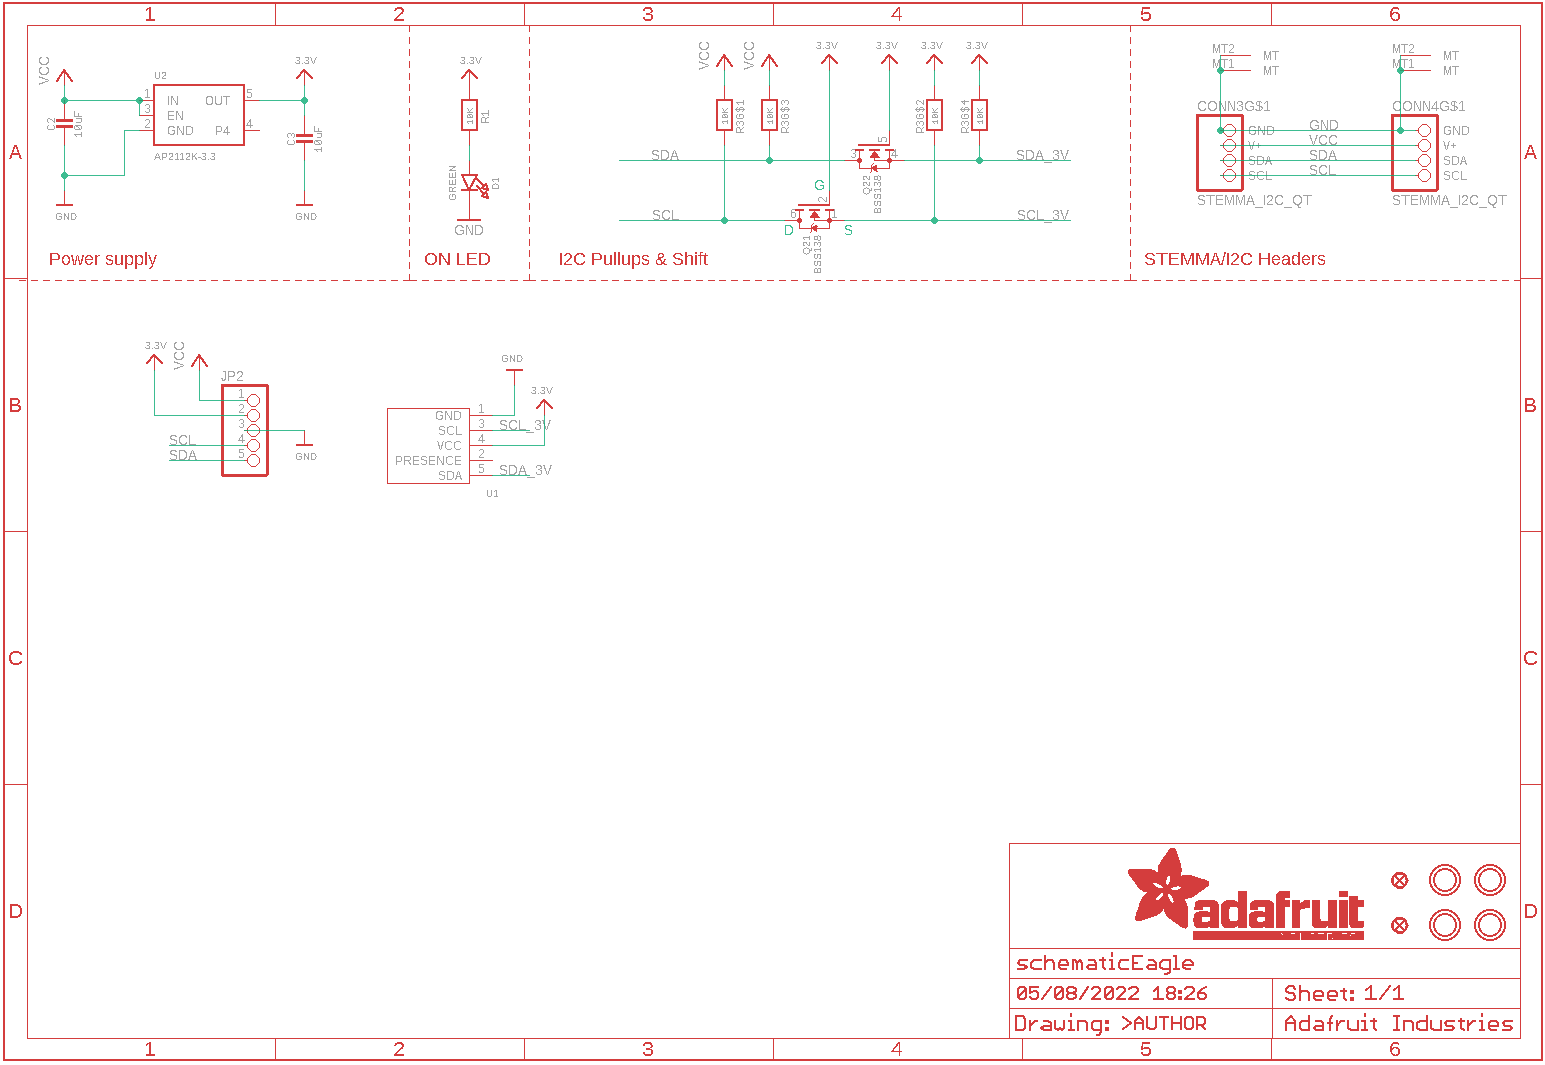 1 2 3 4 5 6
A A
B B
C C
D D
VCC
C2
10uF
GND
U2
1 IN OUT 5
3 EN
2 GND P4 4
AP2112K-3.3
3.3V
C3
10uF
GND
Power supply
3.3V
10K
R1
GREEN
D1
GND
ON LED
VCC VCC 3.3V 3.3V 3.3V 3.3V
10K R3G$1
10K R3G$3
10K R3G$2
10K R3G$4
SDA 3 5 4 SDA_3V
Q22
BSS138
G
2
SCL 6 1 SCL_3V
D S
Q21
BSS138
I2C Pullups & Shift
MT2 MT MT2 MT
MT1 MT MT1 MT
CONN3G$1 CONN4G$1
GND GND GND
V+ VCC V+
SDA SDA SDA
SCL SCL SCL
STEMMA_I2C_QT STEMMA_I2C_QT
STEMMA/I2C Headers
3.3V VCC
JP2
1
2
3
SCL 4
SDA 5
GND
GND
3.3V
GND 1
SCL 3 SCL_3V
VCC 4
PRESENCE 2
SDA 5 SDA_3V
U1
adafruit
schematicEagle
05/08/2022 18:26 Sheet: 1/1
Drawing: >AUTHOR Adafruit Industries
1 2 3 4 5 6